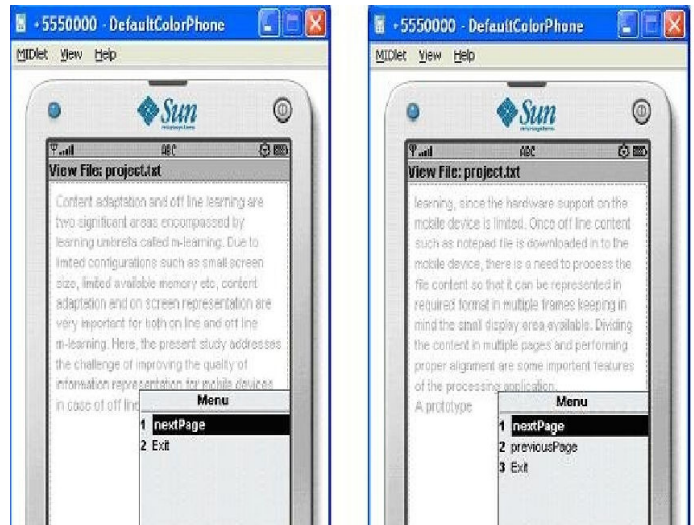 +5550000 - DefaultColorPhone
MIDlet View Help
Sun
microsystems
ABC
View File: project.txt
Content adaptation and off line learning are
two significant areas encompassed by
learning umbrella called m-learning. Due to
limited configurations such as small screen
size, limited available memory etc, content
adaptation and on screen representation are
very important for both on line and off line
m-learning. Here, the present study addresses
the challenge of improving the quality of
information representation for mobile devices
in case of off line
Menu
1 nextPage
2 Exit
+5550000 - DefaultColorPhone
MIDlet View Help
Sun
microsystems
ABC
View File: project.txt
learning, since the hardware support on the
mobile device is limited. Once off line content
such as notepad file is downloaded in to the
mobile device, there is a need to process the
file content so that it can be represented in
required format in multiple frames keeping in
mind the small display area available. Dividing
the content in multiple pages and performing
proper alignment are some important features
of the processing application.
A prototype
Menu
1 nextPage
2 previousPage
3 Exit